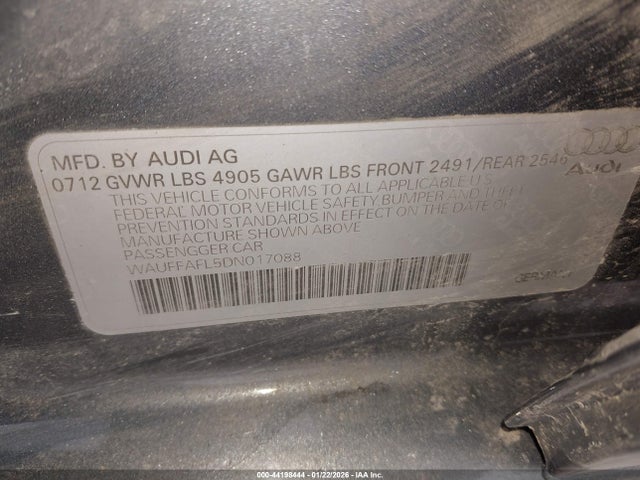 MFD. BY AUDI AG
0712 GVWR LBS 4905 GAWR LBS FRONT 2491/REAR 2546
THIS VEHICLE CONFORMS TO ALL APPLICABLE U.S.
FEDERAL MOTOR VEHICLE SAFETY, BUMPER AND THEFT
PREVENTION STANDARDS IN EFFECT ON THE DATE OF
MANUFACTURE SHOWN ABOVE
PASSENGGER CAR
WAUFFAFL5DN017088
Audi
GERMANY
000-44198444 - 01/22/2026 - IAA Inc.